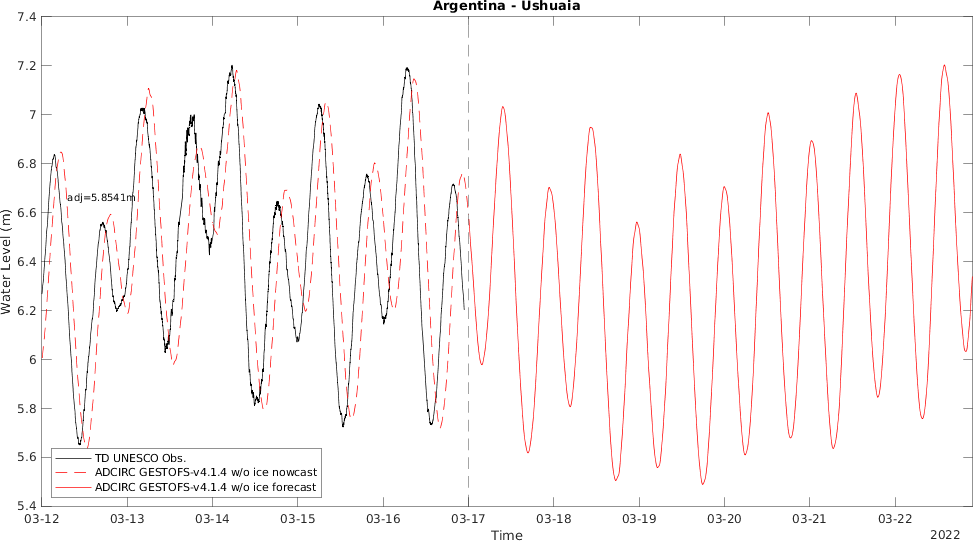 Argentina - Ushuaia
7.4
7.2
7
6.8
6.6
6.4
6.2
6
5.8
5.6
5.4
Water Level (m)
adj=5.8541m
TD UNESCO Obs.
ADCIRC GESTOFS-v4.1.4 w/o ice nowcast
ADCIRC GESTOFS-v4.1.4 w/o ice forecast
03-12 03-13 03-14 03-15 03-16 03-17 03-18 03-19 03-20 03-21 03-22
Time
2022